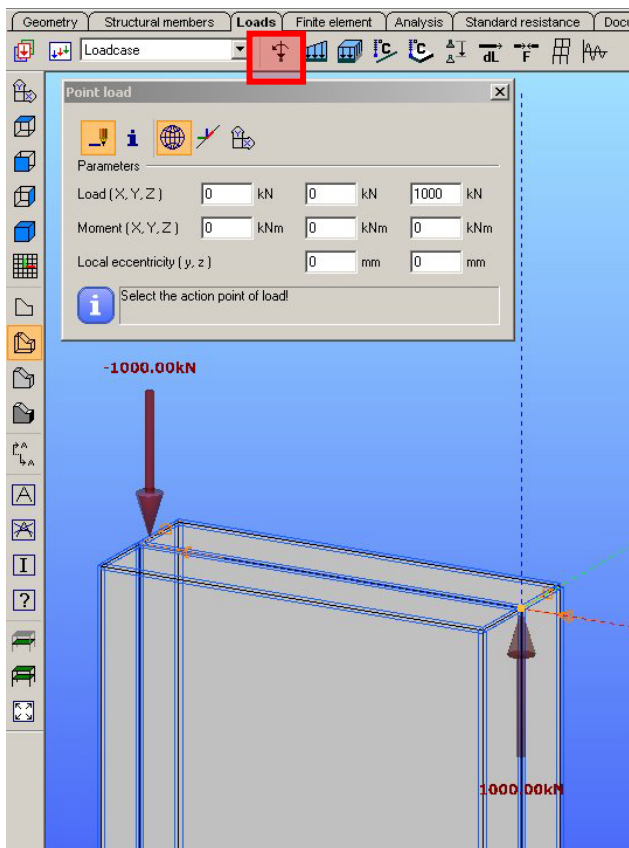 Geometry Structural members Loads Finite element Analysis Standard resistance Docu
Loadcase °C °C dL F
Point load
i
Parameters
Load ( X, Y, Z ) 0 kN 0 kN 1000 kN
Moment ( X, Y, Z ) 0 kNm 0 kNm 0 kNm
Local eccentricity ( y, z ) 0 mm 0 mm
i Select the action point of load!
-1000.00kN
A
A
I
?
1000.00kN